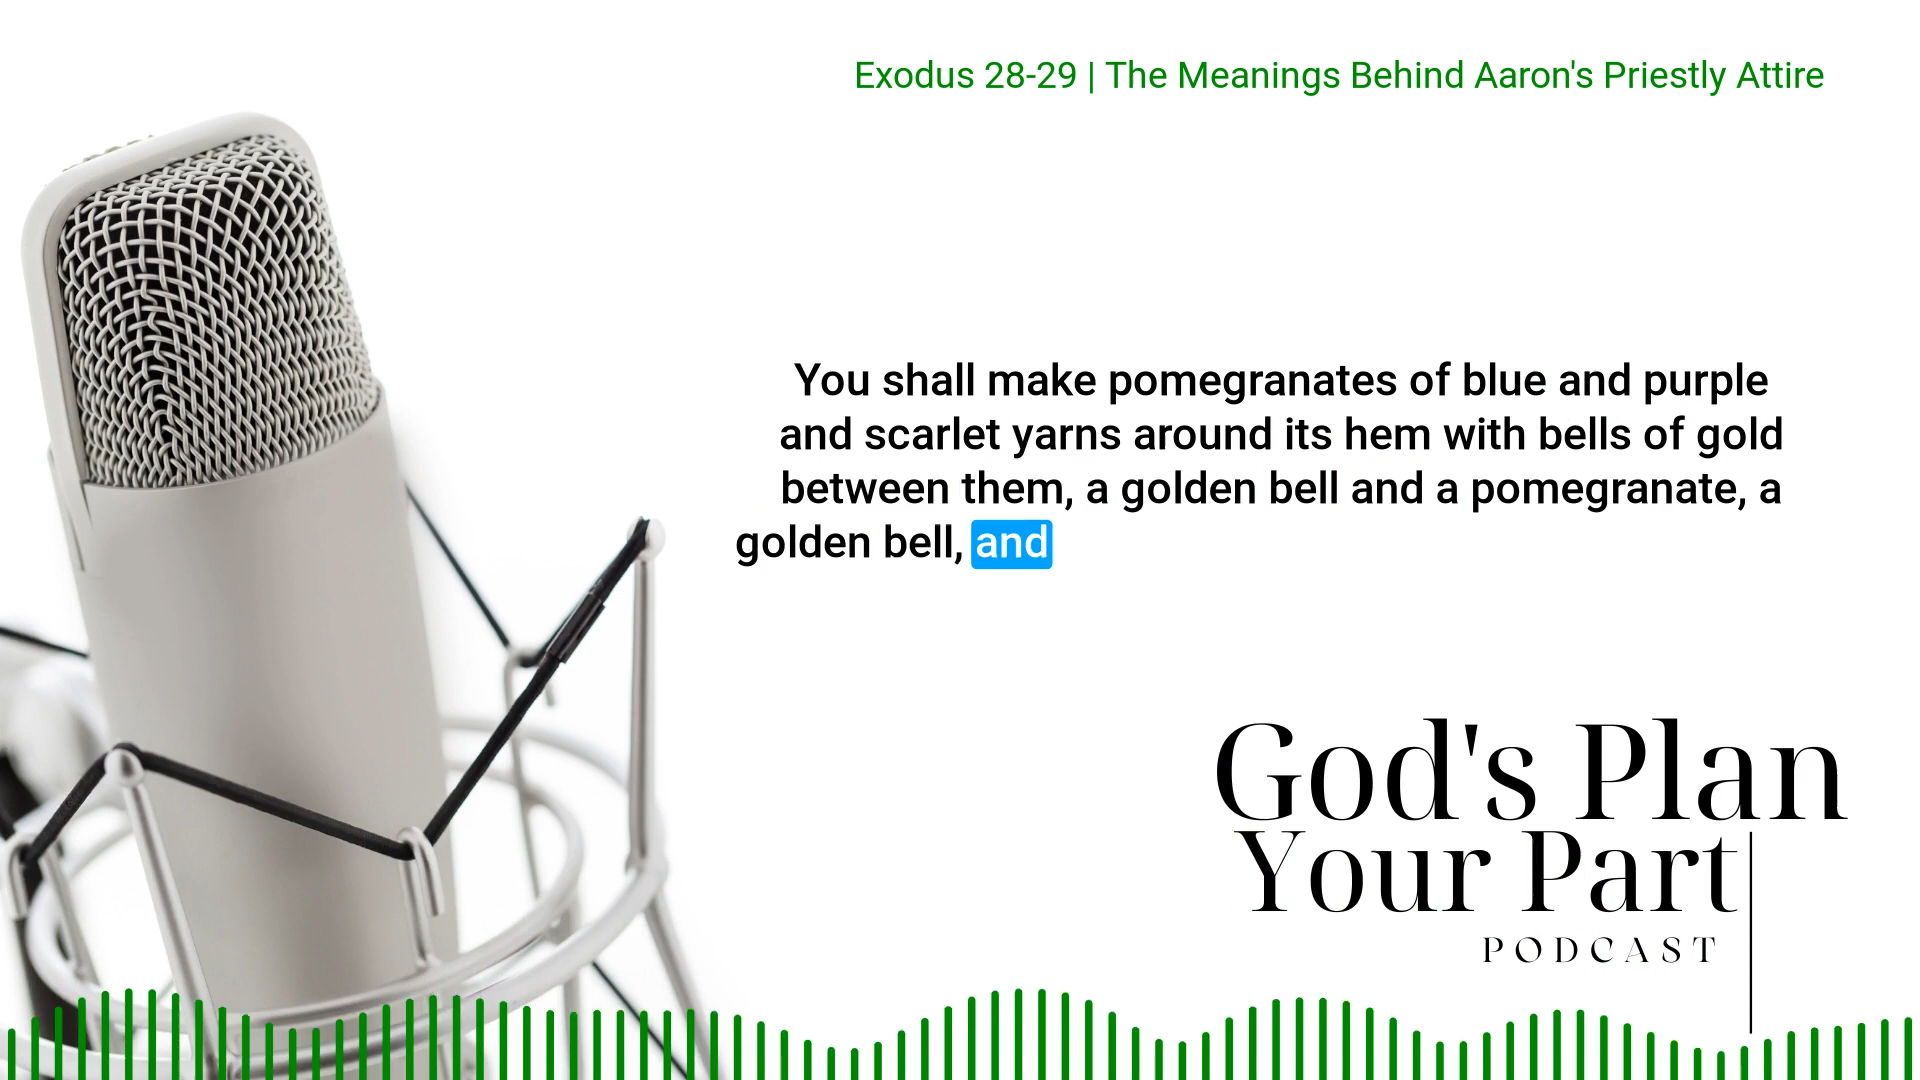 Exodus 28-29 | The Meanings Behind Aaron's Priestly Attire
You shall make pomegranates of blue and purple
and scarlet yarns around its hem with bells of gold
between them, a golden bell and a pomegranate, a
golden bell, and
God's Plan
Your Part
PODCAST